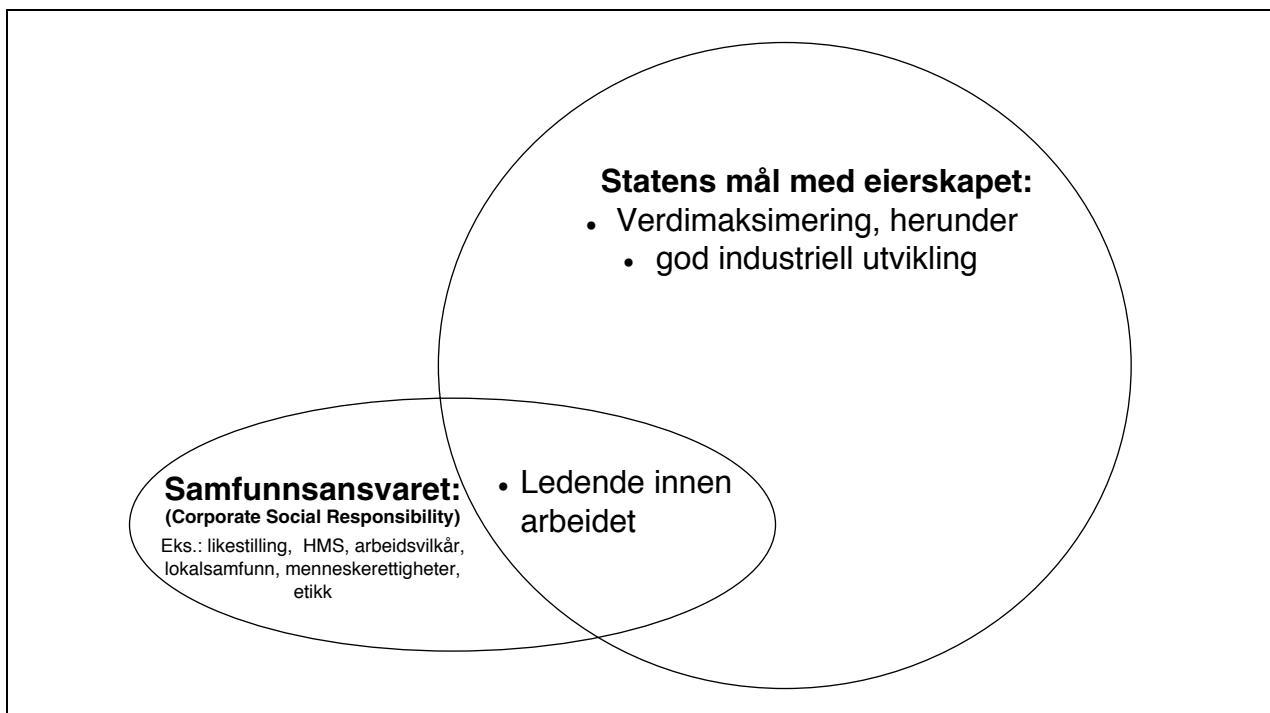 Statens mål med eierskapet:
• Verdimaksimering, herunder
• god industriell utvikling
Samfunnsansvaret:
(Corporate Social Responsibility)
Eks.: likestilling, HMS, arbeidsvilkår,
lokalsamfunn, menneskerettigheter,
etikk
• Ledende innen
arbeidet